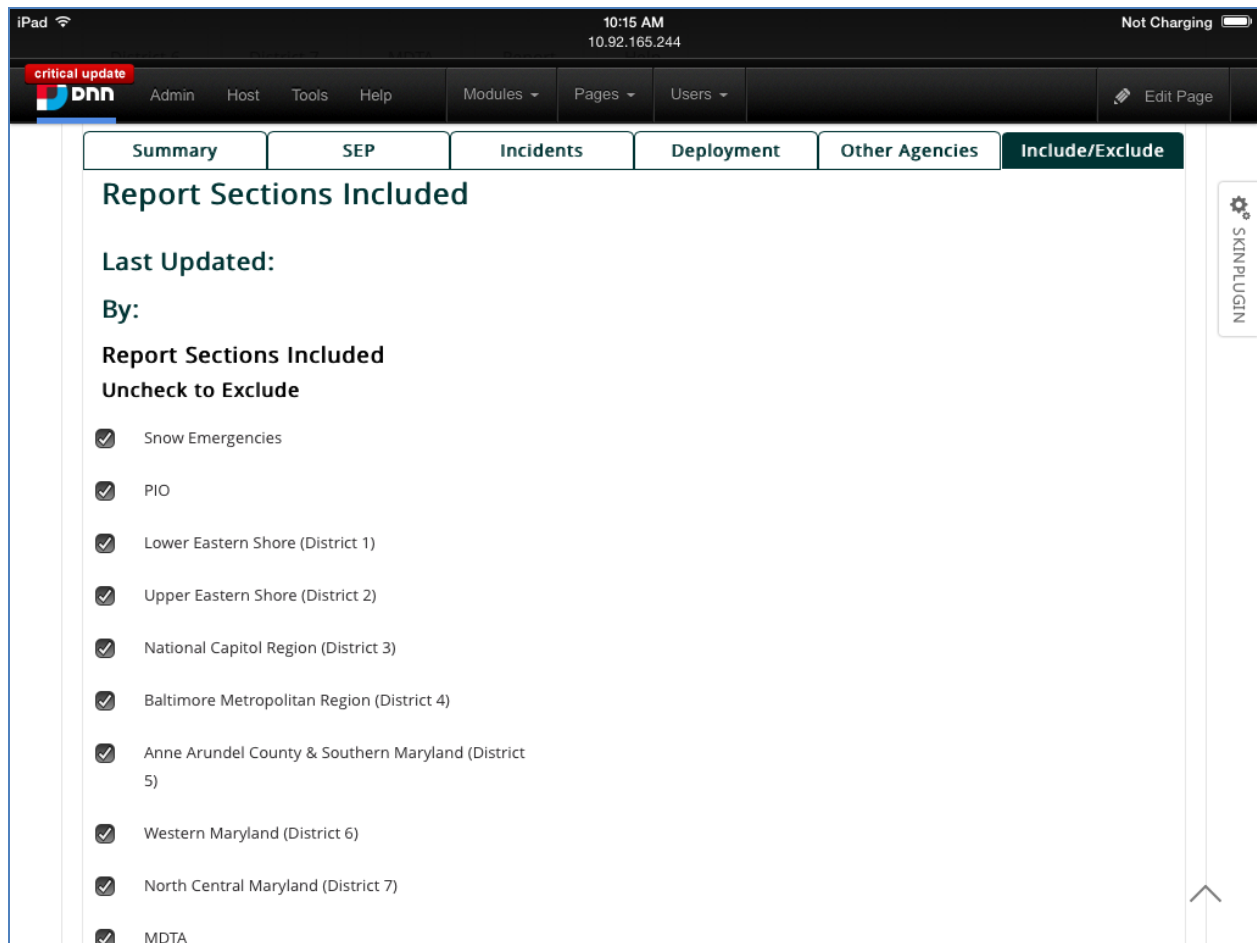 iPad 10:15 AM Not Charging
10.92.165.244
critical update
DNN Admin Host Tools Help Modules Pages Users Edit Page
Summary SEP Incidents Deployment Other Agencies Include/Exclude
Report Sections Included
SKINPLUGIN
Last Updated:
By:
Report Sections Included
Uncheck to Exclude
Snow Emergencies
PIO
Lower Eastern Shore (District 1)
Upper Eastern Shore (District 2)
National Capitol Region (District 3)
Baltimore Metropolitan Region (District 4)
Anne Arundel County & Southern Maryland (District
5)
Western Maryland (District 6)
North Central Maryland (District 7)
MDTA